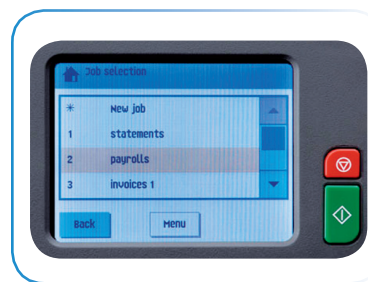 Job selection
* New job
1 statements
2 payrolls
3 invoices 1
Back Menu